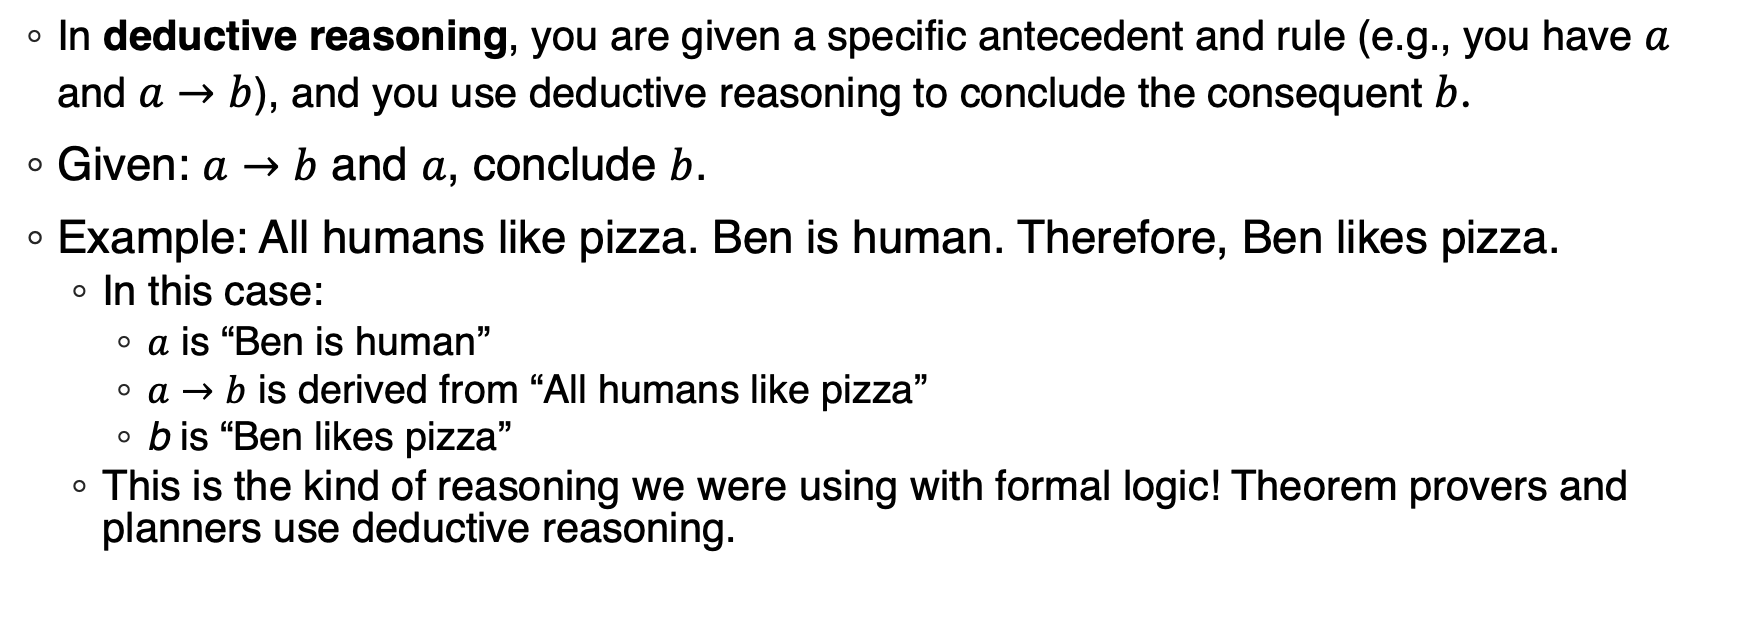 ◦ In deductive reasoning, you are given a specific antecedent and rule (e.g., you have a
and a → b), and you use deductive reasoning to conclude the consequent b.
◦ Given: a → b and a, conclude b.
◦ Example: All humans like pizza. Ben is human. Therefore, Ben likes pizza.
◦ In this case:
◦ a is “Ben is human”
◦ a → b is derived from “All humans like pizza”
◦ b is “Ben likes pizza”
◦ This is the kind of reasoning we were using with formal logic! Theorem provers and
planners use deductive reasoning.